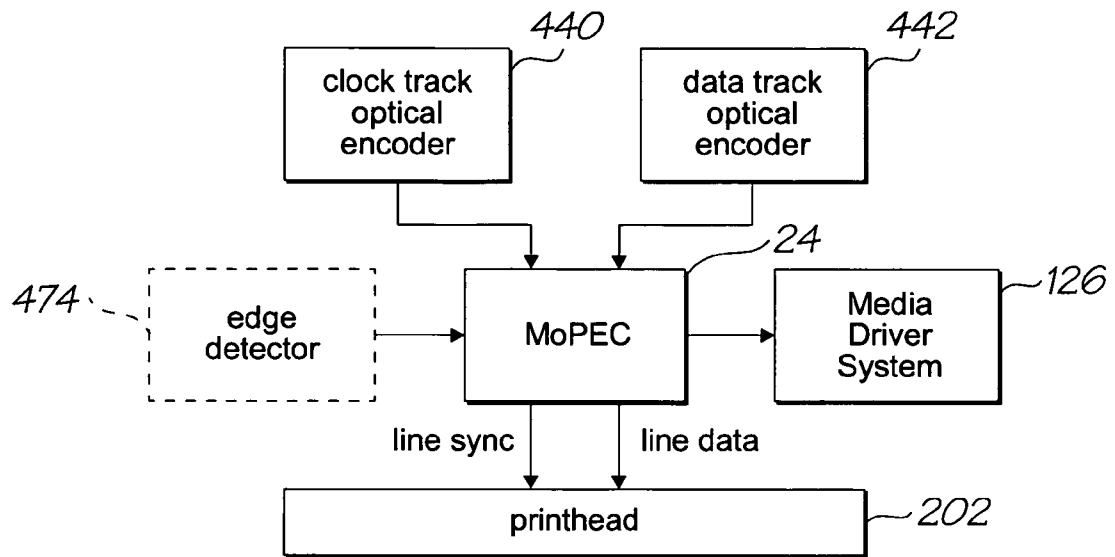 440
442
clock track
optical
encoder
data track
optical
encoder
24
126
474
edge
detector
MoPEC
Media
Driver
System
line sync
line data
printhead
202